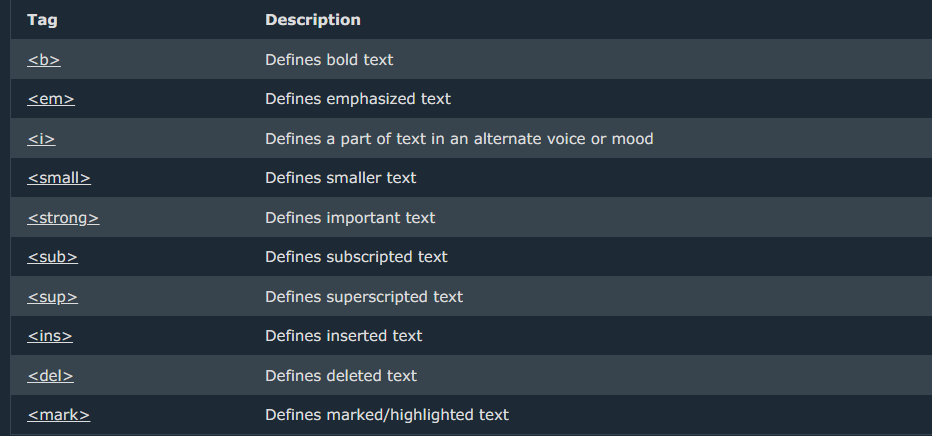 Tag Description
<b> Defines bold text
<em> Defines emphasized text
<i> Defines a part of text in an alternate voice or mood
<small> Defines smaller text
<strong> Defines important text
<sub> Defines subscripted text
<sup> Defines superscripted text
<ins> Defines inserted text
<del> Defines deleted text
<mark> Defines marked/highlighted text